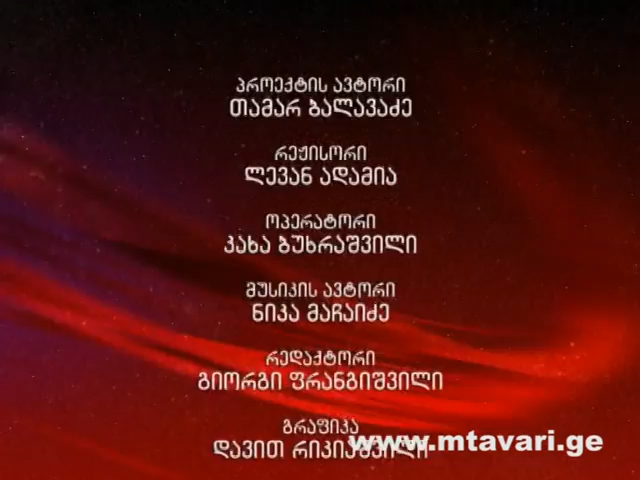 პროექტის ავტორი
თამარ ბალავაძე
რეჟისორი
ლევან ადამია
ოპერატორი
კახა ბუხრაშვილი
მუსიკის ავტორი
ნიკა მაჩაიძე
რედაქტორი
გიორგი ფრანგიშვილი
გრაფიკა
დავით
www.mtavari.ge